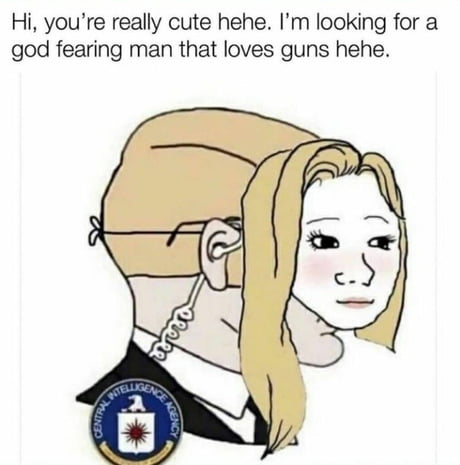 Hi, you're really cute hehe. I'm looking for a
god fearing man that loves guns hehe.
CENTRAL INTELLIGENCE AGENCY